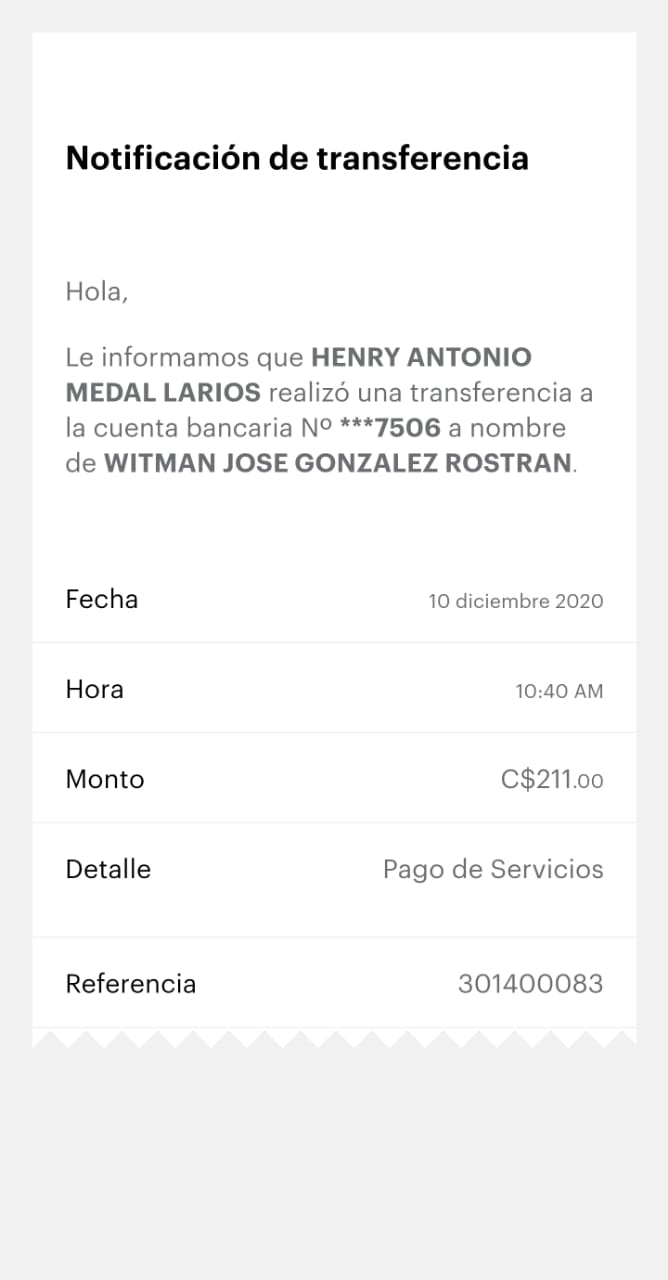 Notificación de transferencia
Hola,
Le informamos que HENRY ANTONIO
MEDAL LARIOS realizó una transferencia a
la cuenta bancaria Nº ***7506 a nombre
de WITMAN JOSE GONZALEZ ROSTRAN.
Fecha 10 diciembre 2020
Hora 10:40 AM
Monto C$211.00
Detalle Pago de Servicios
Referencia 301400083